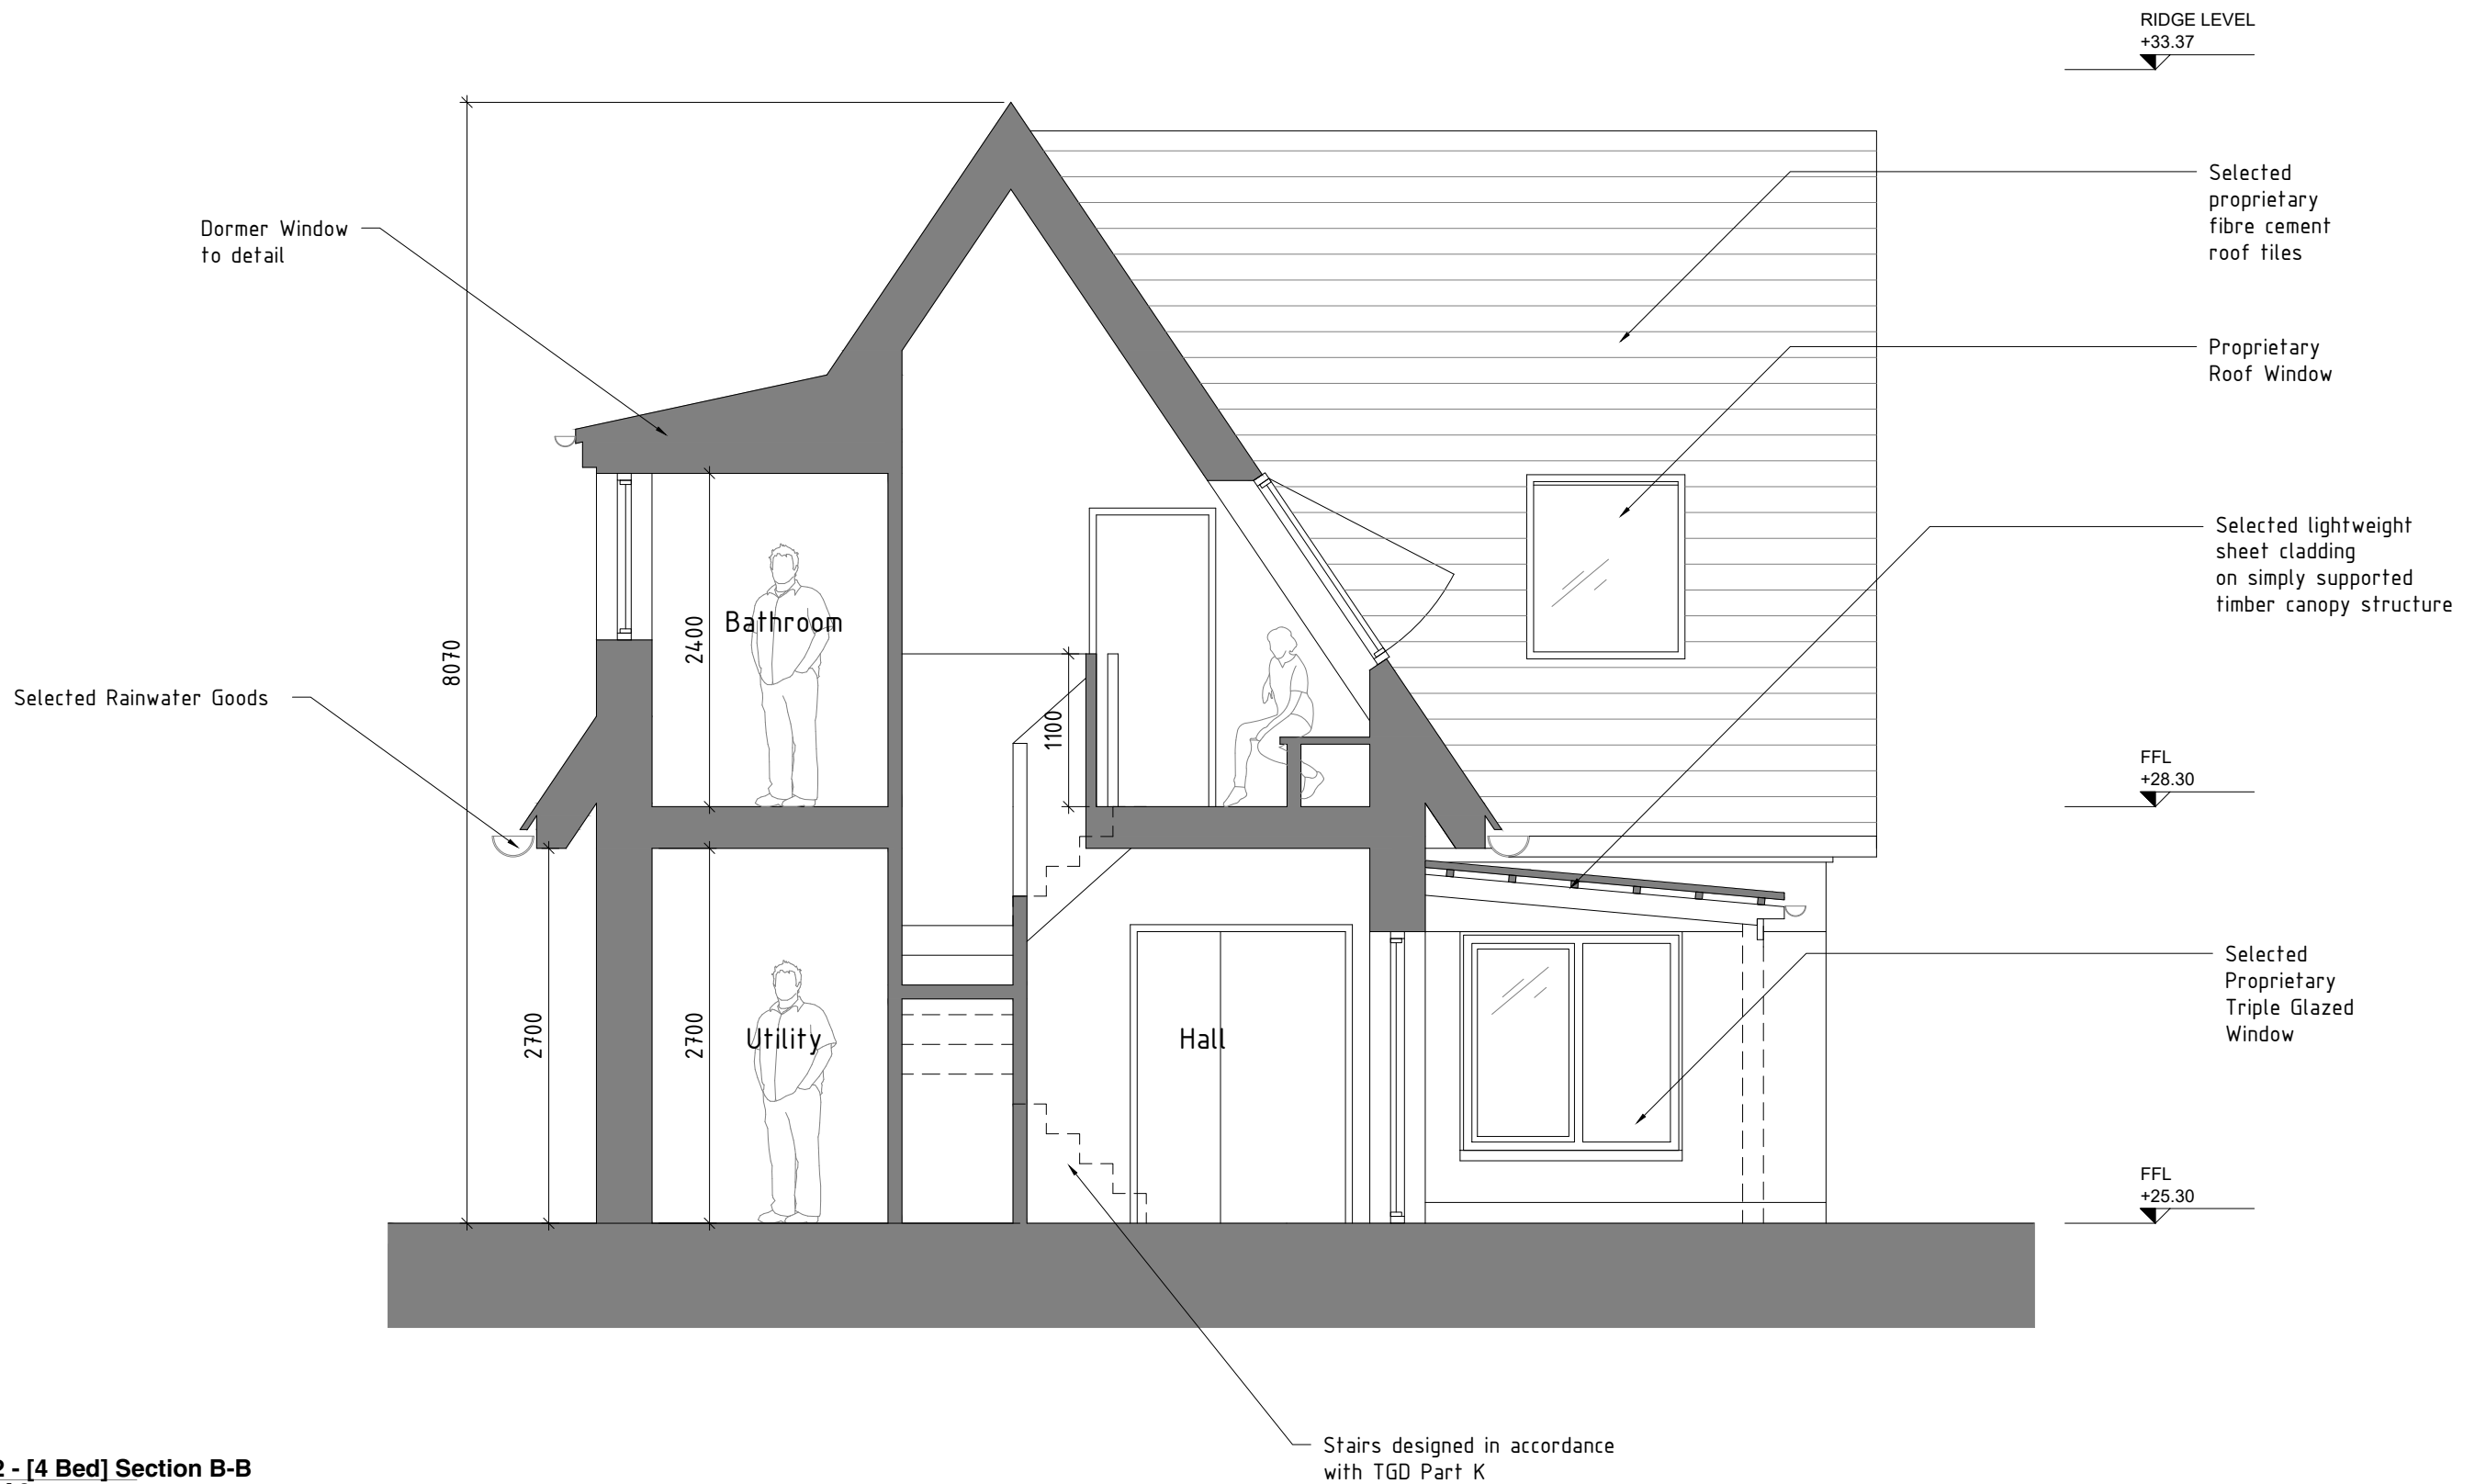 RIDGE LEVEL
+33.37
Selected
proprietary
fibre cement
roof tiles
Dormer Window
to detail
Proprietary
Roof Window
Selected lightweight
sheet cladding
on simply supported
timber canopy structure
Bathroom
2400
8070
Selected Rainwater Goods
1100
FFL
+28.30
Selected
Proprietary
Triple Glazed
Window
2700
2700
Utility
Hall
FFL
+25.30
Stairs designed in accordance
with TGD Part K
2 - [4 Bed] Section B-B